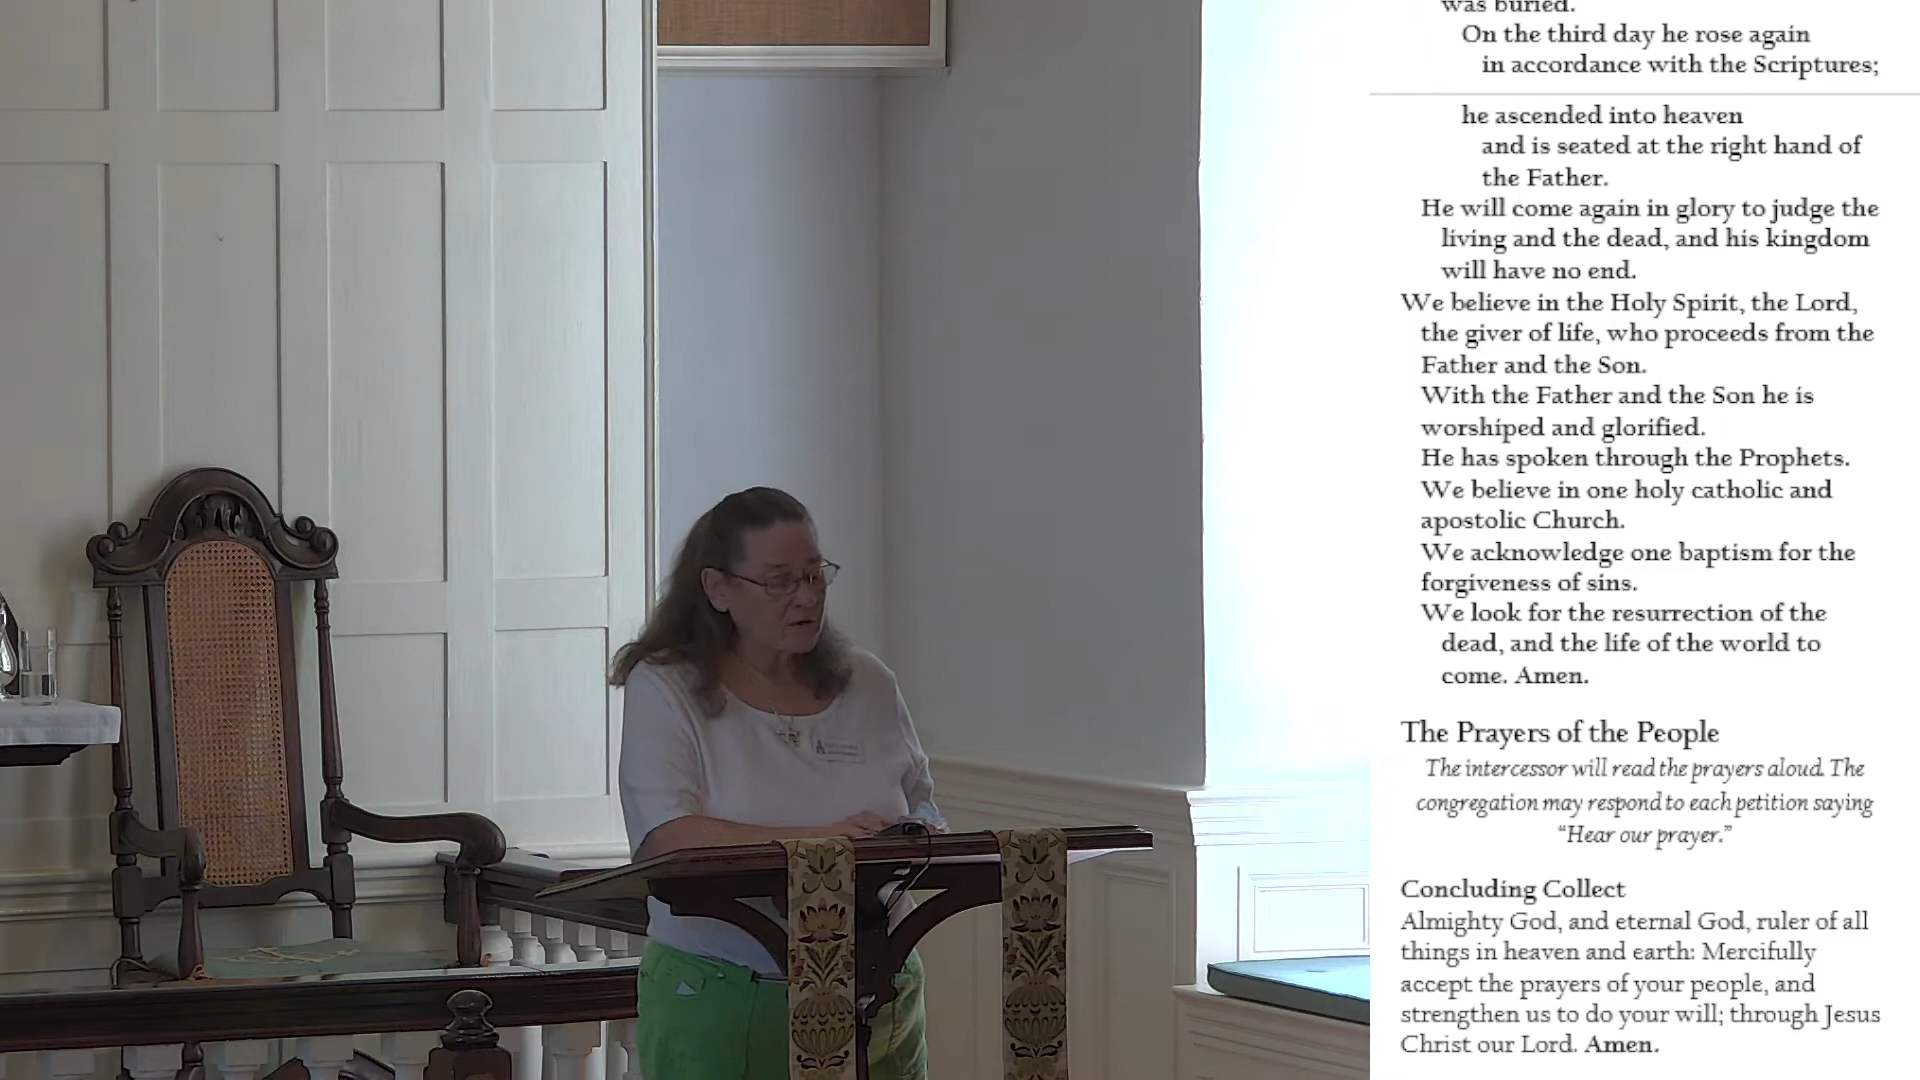 was buried.
On the third day he rose again
in accordance with the Scriptures;
he ascended into heaven
and is seated at the right hand of
the Father.
He will come again in glory to judge the
living and the dead, and his kingdom
will have no end.
We believe in the Holy Spirit, the Lord,
the giver of life, who proceeds from the
Father and the Son.
With the Father and the Son he is
worshiped and glorified.
He has spoken through the Prophets.
We believe in one holy catholic and
apostolic Church.
We acknowledge one baptism for the
forgiveness of sins.
We look for the resurrection of the
dead, and the life of the world to
come. Amen.
The Prayers of the People
The intercessor will read the prayers aloud. The
congregation may respond to each petition saying
“Hear our prayer.”
Concluding Collect
Almighty God, and eternal God, ruler of all
things in heaven and earth: Mercifully
accept the prayers of your people, and
strengthen us to do your will; through Jesus
Christ our Lord. Amen.